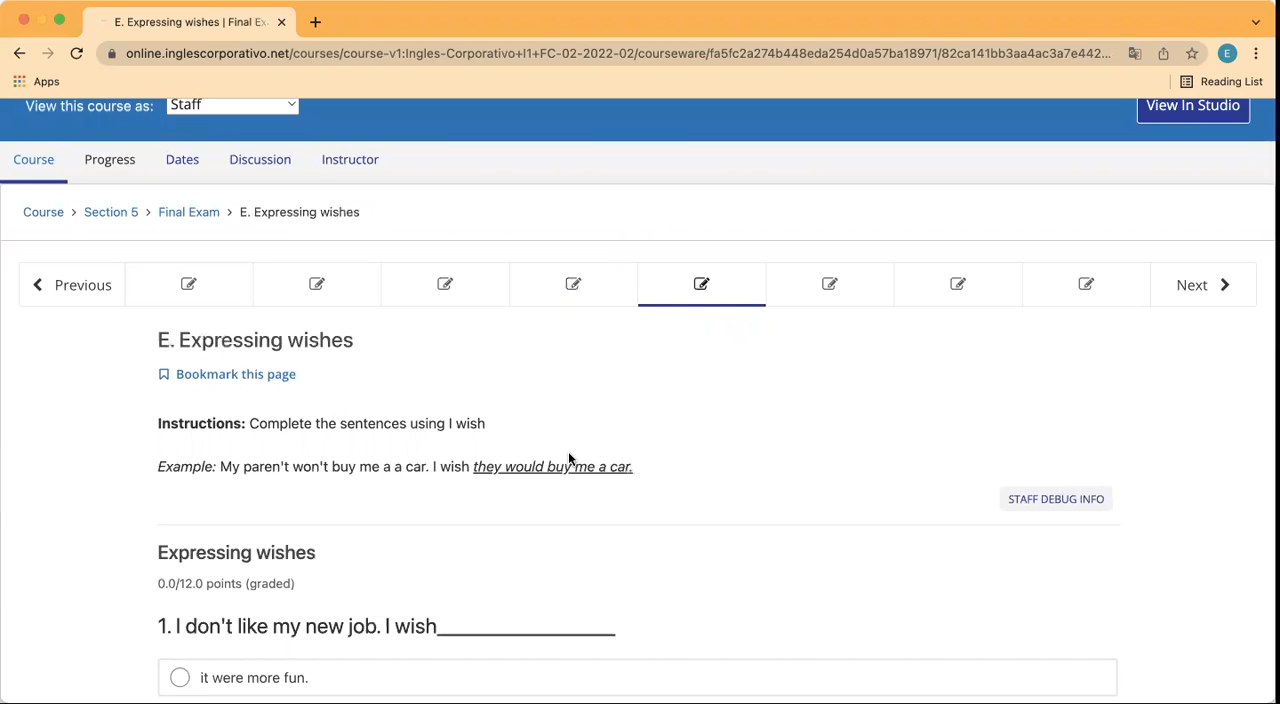 E. Expressing wishes | Final Ex
online.inglescorporativo.net/courses/course-v1:Ingles-Corporativo+I1+FC-02-2022-02/courseware/fa5fc2a274b448eda254d0a57ba18971/82ca141bb3aa4ac3a7e442...
E
Apps
Reading List
View this course as: Staff
View In Studio
Course Progress Dates Discussion Instructor
Course > Section 5 > Final Exam > E. Expressing wishes
Previous
Next
E. Expressing wishes
Bookmark this page
Instructions: Complete the sentences using I wish
Example: My paren't won't buy me a a car. I wish they would buy me a car.
STAFF DEBUG INFO
Expressing wishes
0.0/12.0 points (graded)
1. I don't like my new job. I wish__________________
it were more fun.